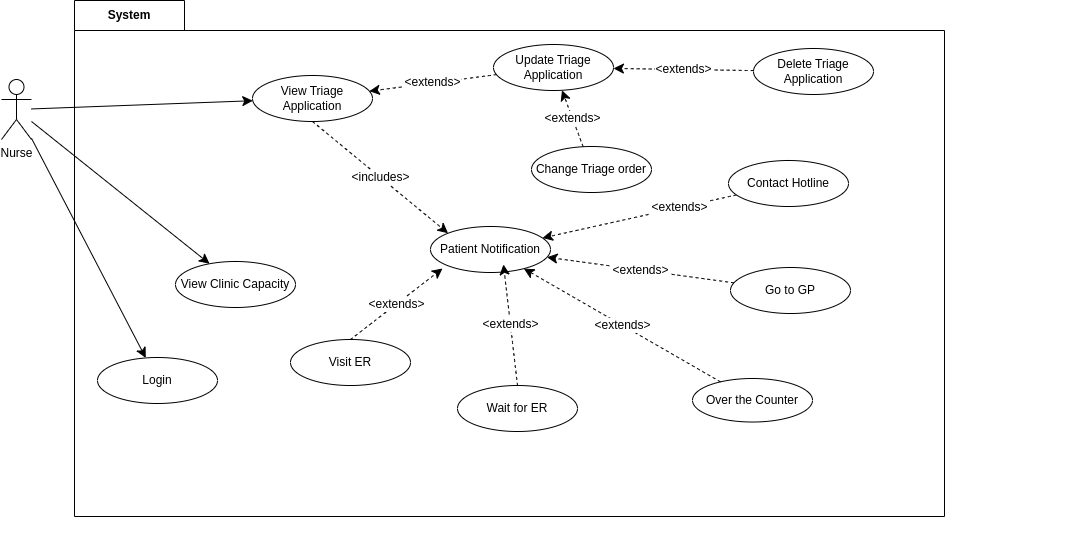 System
Update Triage
Application
<extends>
Delete Triage
Application
<extends>
View Triage
Application
<extends>
Nurse
Change Triage order
<includes>
Contact Hotline
<extends>
Patient Notification
<extends>
Go to GP
View Clinic Capacity
<extends>
<extends>
<extends>
Visit ER
Login
Wait for ER
Over the Counter